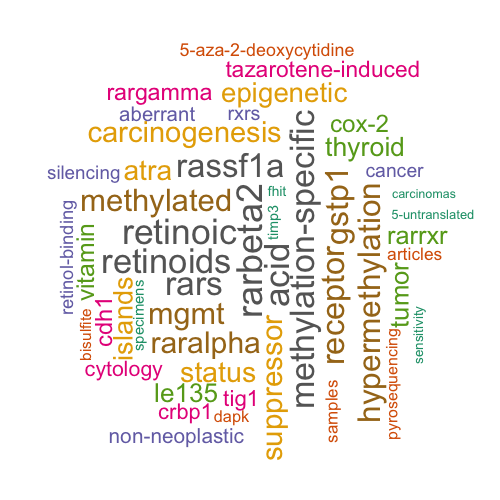 5-aza-2-deoxycytidine
tazarotene-induced
rargamma
epigenetic
aberrant
rxrs
carcinogenesis
cox-2
thyroid
silencing
atra
rassf1a
fhit
cancer
carcinomas
methylated
timp3
methylation-specific
gstp1
5-untranslated
retinol-binding
vitamin
retinoic
rarbeta2
acid
receptor
hypermethylation
rarrxr
articles
retinoids
rars
tumor
bisulfite
cdh1
islands
specimens
mgmt
raralpha
suppressor
pyrosequencing
sensitivity
cytology
status
le135
tig1
crbp1
dapk
samples
non-neoplastic